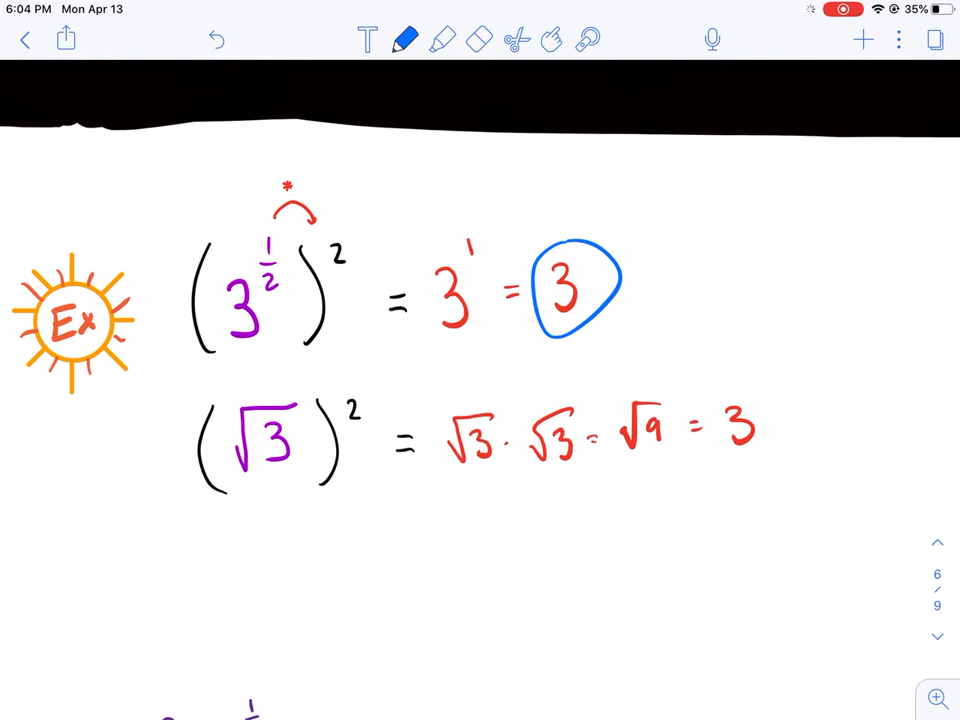 6:04 PM Mon Apr 13 35%
T
*
Ex
(3^{1/2})^2 = 3^1 = 3
(√3)^2 = √3 · √3 = √9 = 3
6
/
9
1